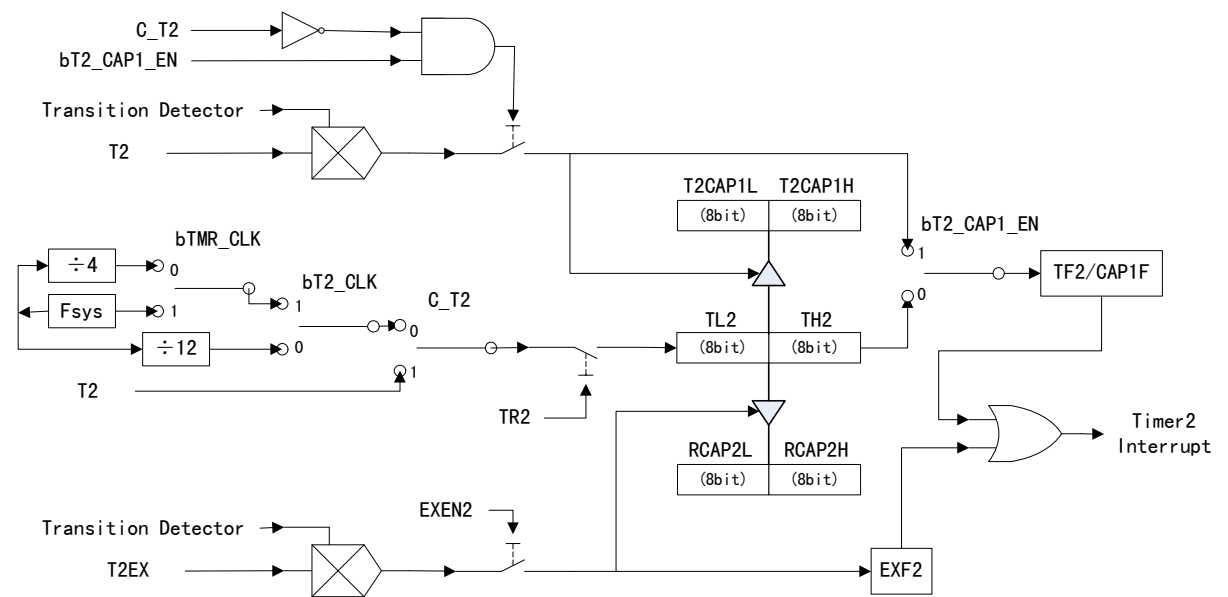 C_T2
bT2_CAP1_EN
Transition Detector
T2
T2CAP1L T2CAP1H
(8bit) (8bit)
bT2_CAP1_EN
1
0
TF2/CAP1F
bTMR_CLK
÷4
0
Fsys
1
÷12
bT2_CLK
1
0
C_T2
0
1
T2
TR2
TL2 TH2
(8bit) (8bit)
RCAP2L RCAP2H
(8bit) (8bit)
Timer2
Interrupt
EXEN2
Transition Detector
T2EX
EXF2